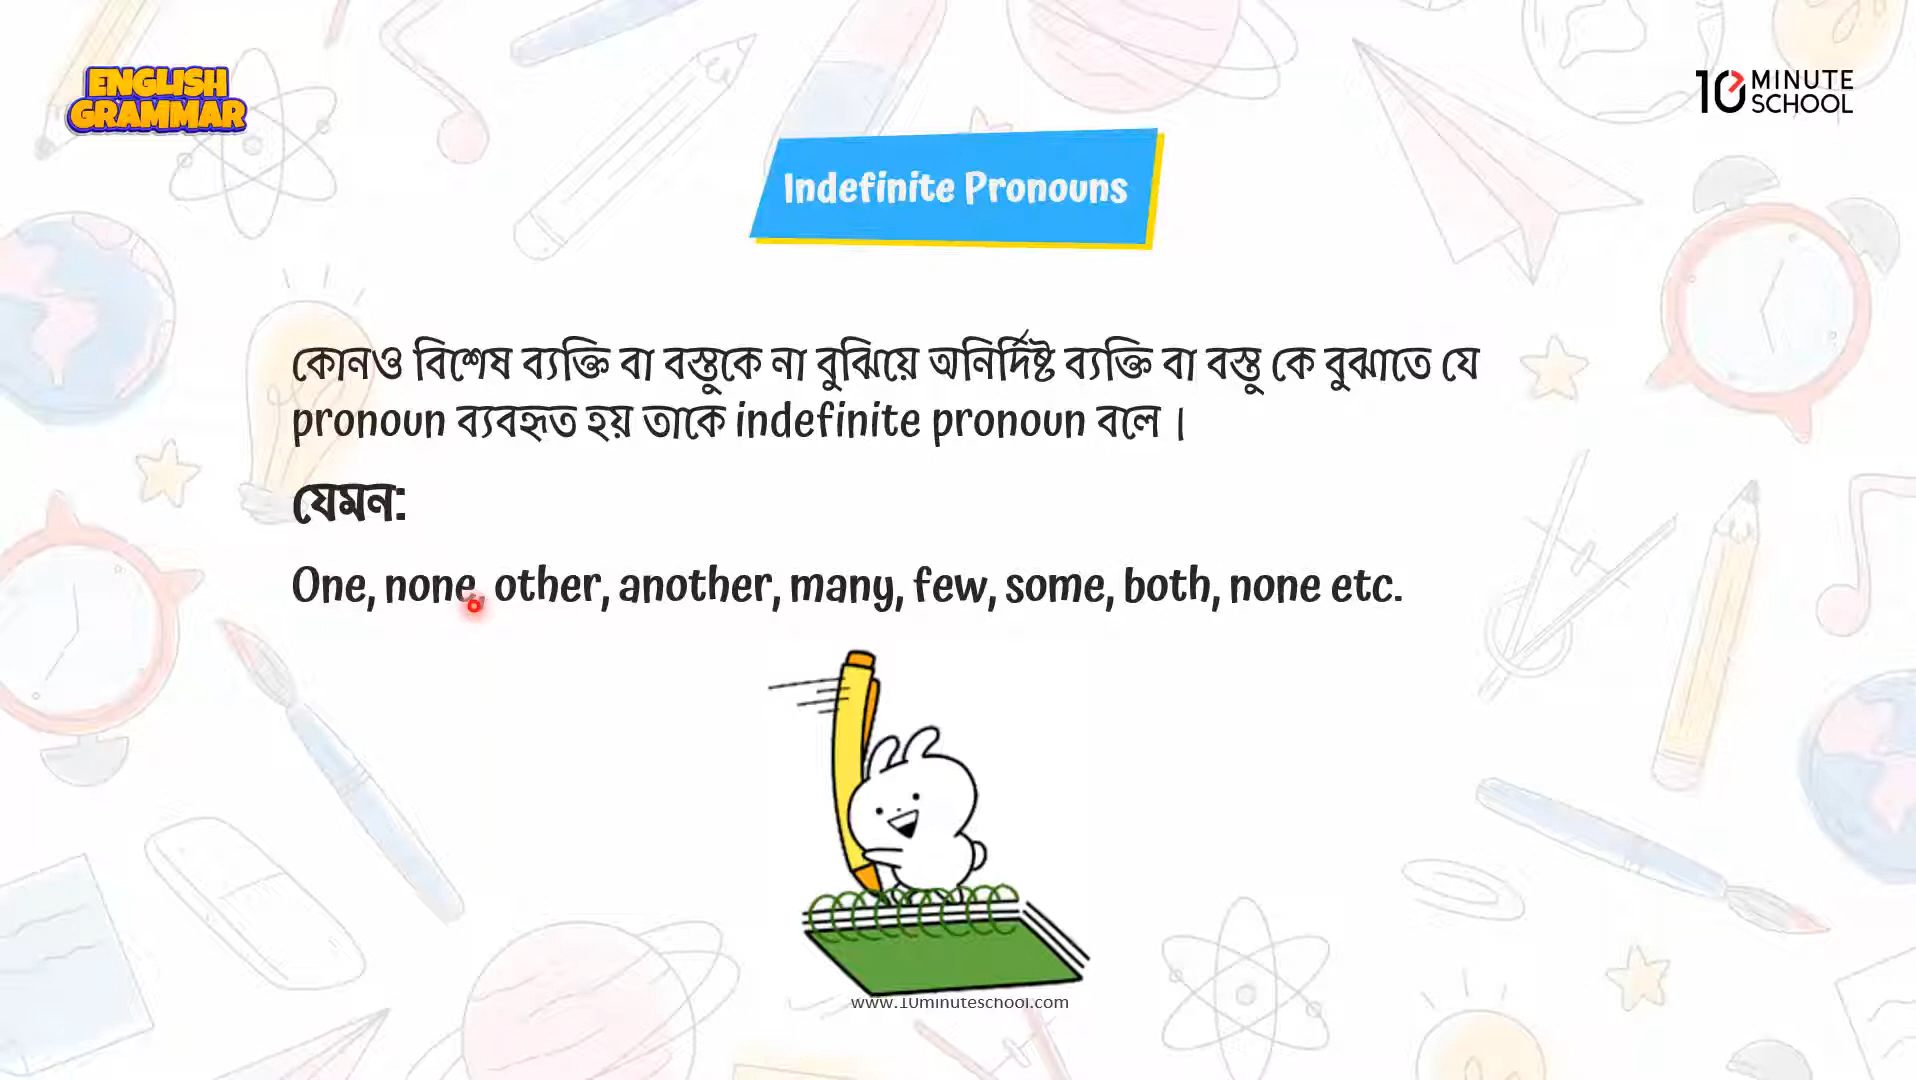 ENGLISH
GRAMMAR
10 MINUTE
SCHOOL
Indefinite Pronouns
কোনও বিশেষ ব্যক্তি বা বস্তুকে না বুঝিয়ে অনির্দিষ্ট ব্যক্তি বা বস্তু কে বুঝাতে যে
pronoun ব্যবহৃত হয় তাকে indefinite pronoun বলে ।
যেমন:
One, none, other, another, many, few, some, both, none etc.
www.10minuteschool.com